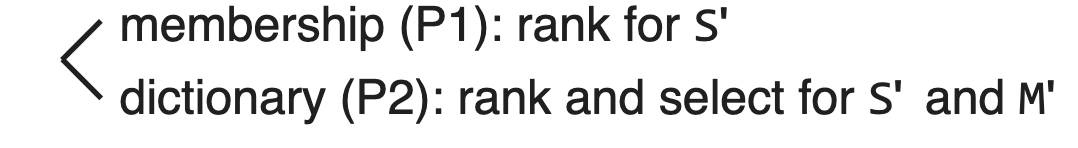 membership (P1): rank for S'
dictionary (P2): rank and select for S' and M'